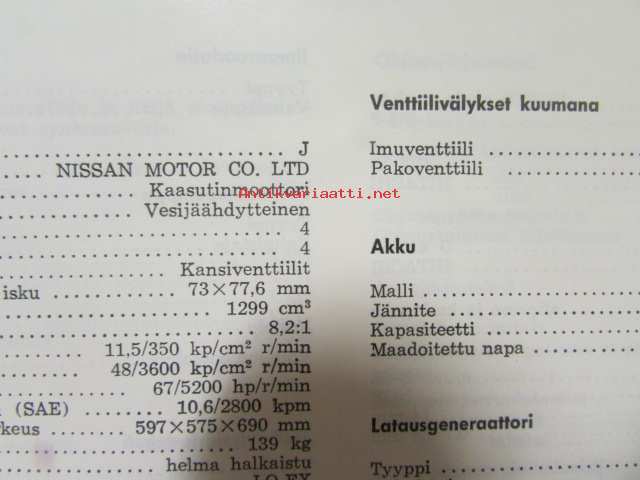 J
NISSAN MOTOR CO. LTD
Kaasutinmoottori
Vesijäähdytteinen
4
4
Kansiventtiilit
isku ........ 73×77,6 mm
1299 cm³
8,2:1
11,5/350 kp/cm² r/min
48/3600 kp/cm² r/min
67/5200 hp/r/min
(SAE) ........ 10,6/2800 kpm
rkeus ........ 597×575×690 mm
139 kg
helma halkaistu
LO-EX
Venttiilivälykset kuumana
Imuventtiili
Pakoventtiili
Akku
Malli
Jännite
Kapasiteetti
Maadoitettu napa
Latausgeneraattori
Tyyppi
Antikvariaatti.net